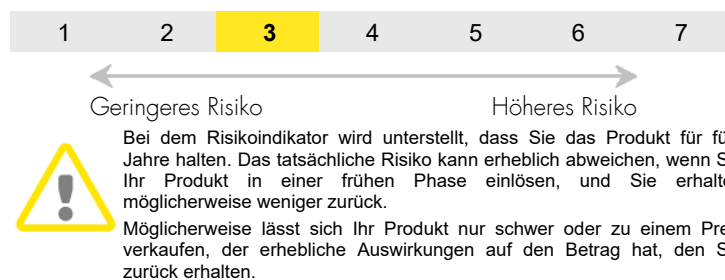 1 2 3 4 5 6 7
Geringeres Risiko Höheres Risiko
Bei dem Risikoindikator wird unterstellt, dass Sie das Produkt für
Jahre halten. Das tatsächliche Risiko kann erheblich abweichen, wenn
Ihr Produkt in einer frühen Phase einlösen, und Sie
möglicherweise weniger zurück.
Möglicherweise lässt sich Ihr Produkt nur schwer oder zu einem
verkaufen, der erhebliche Auswirkungen auf den Betrag hat, den
zurück erhalten.